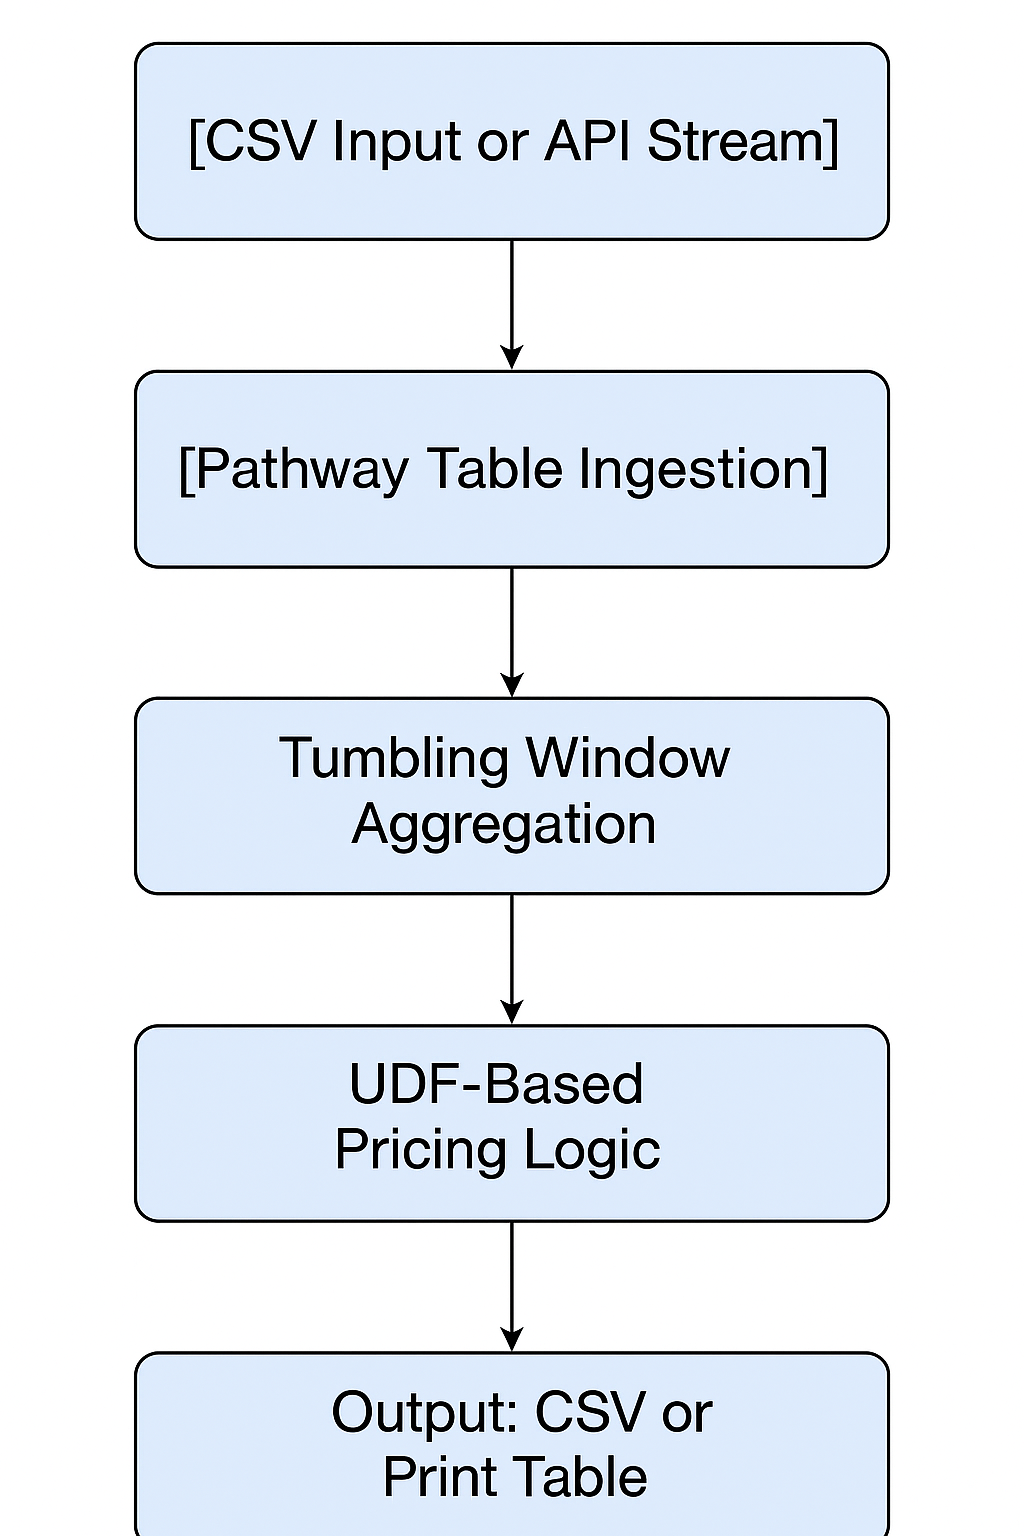 [CSV Input or API Stream]
[Pathway Table Ingestion]
Tumbling Window
Aggregation
UDF-Based
Pricing Logic
Output: CSV or
Print Table